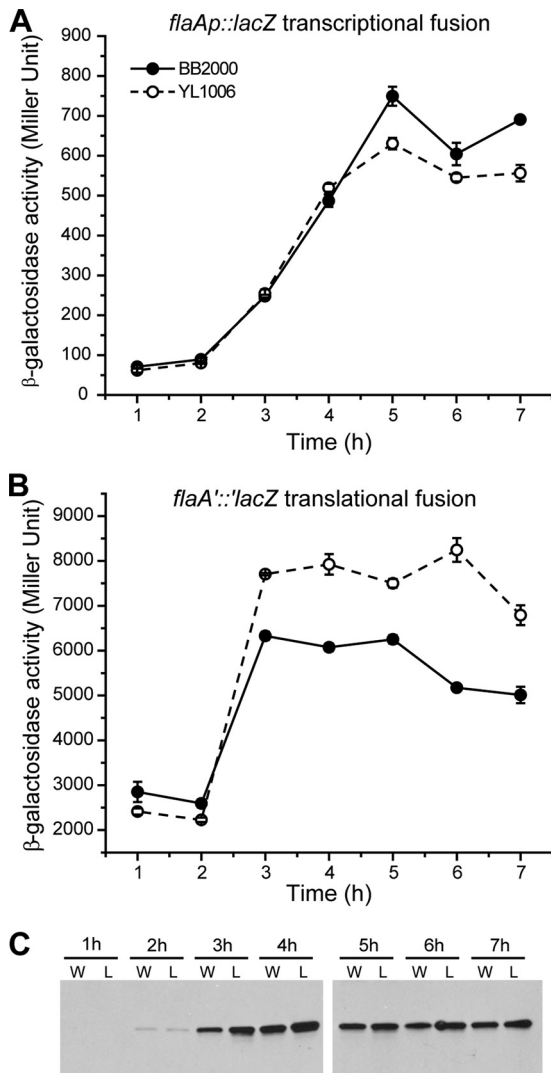 A
flaAp::lacZ transcriptional fusion
β-galactosidase activity (Miller Unit)
900
800
700
600
500
400
300
200
100
0
BB2000
YL1006
1 2 3 4 5 6 7
Time (h)
B
flaA'::'lacZ translational fusion
β-galactosidase activity (Miller Unit)
9000
8000
7000
6000
5000
4000
3000
2000
1 2 3 4 5 6 7
Time (h)
C
1h 2h 3h 4h 5h 6h 7h
W L W L W L W L W L W L W L